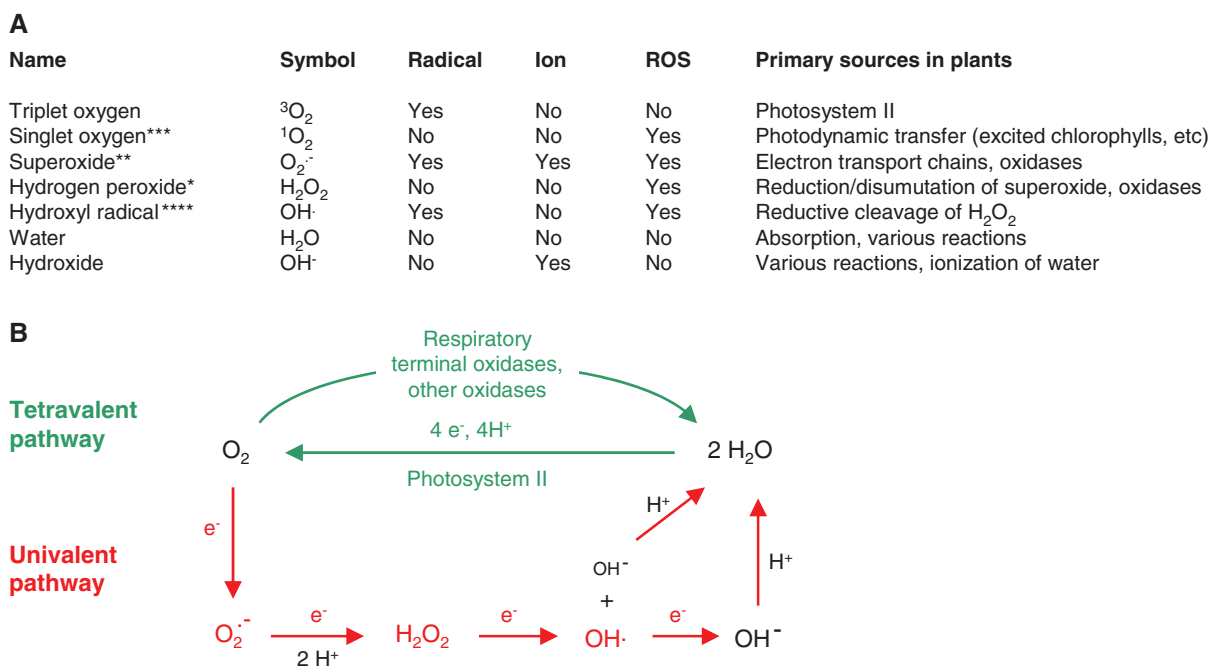 A
Name Symbol Radical Ion ROS Primary sources in plants
Triplet oxygen ³O₂ Yes No No Photosystem II
Singlet oxygen*** ¹O₂ No No Yes Photodynamic transfer (excited chlorophylls, etc)
Superoxide** O₂·⁻ Yes Yes Yes Electron transport chains, oxidases
Hydrogen peroxide* H₂O₂ No No Yes Reduction/disumutation of superoxide, oxidases
Hydroxyl radical**** OH· Yes No Yes Reductive cleavage of H₂O₂
Water H₂O No No No Absorption, various reactions
Hydroxide OH⁻ No Yes No Various reactions, ionization of water
B
Respiratory
terminal oxidases,
other oxidases
Tetravalent
pathway
4 e⁻, 4H⁺
O₂ 2 H₂O
Photosystem II
H⁺
e⁻
Univalent
pathway
OH⁻ H⁺
+
e⁻ e⁻ e⁻
O₂·⁻ H₂O₂ OH· OH⁻
2 H⁺